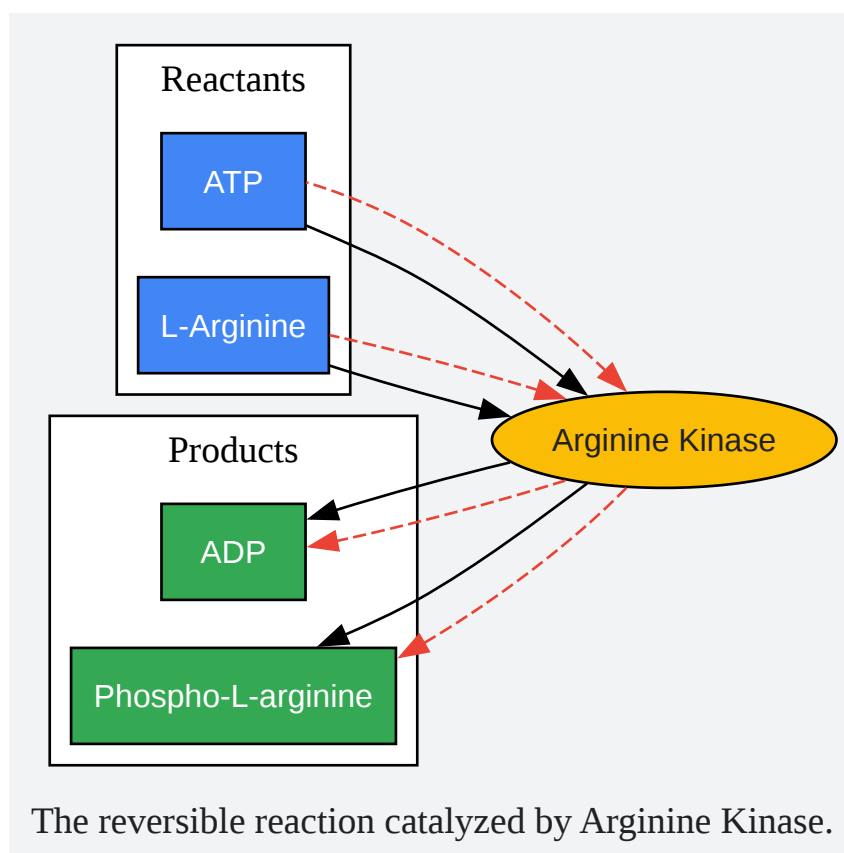 Reactants
ATP
L-Arginine
Arginine Kinase
Products
ADP
Phospho-L-arginine
The reversible reaction catalyzed by Arginine Kinase.